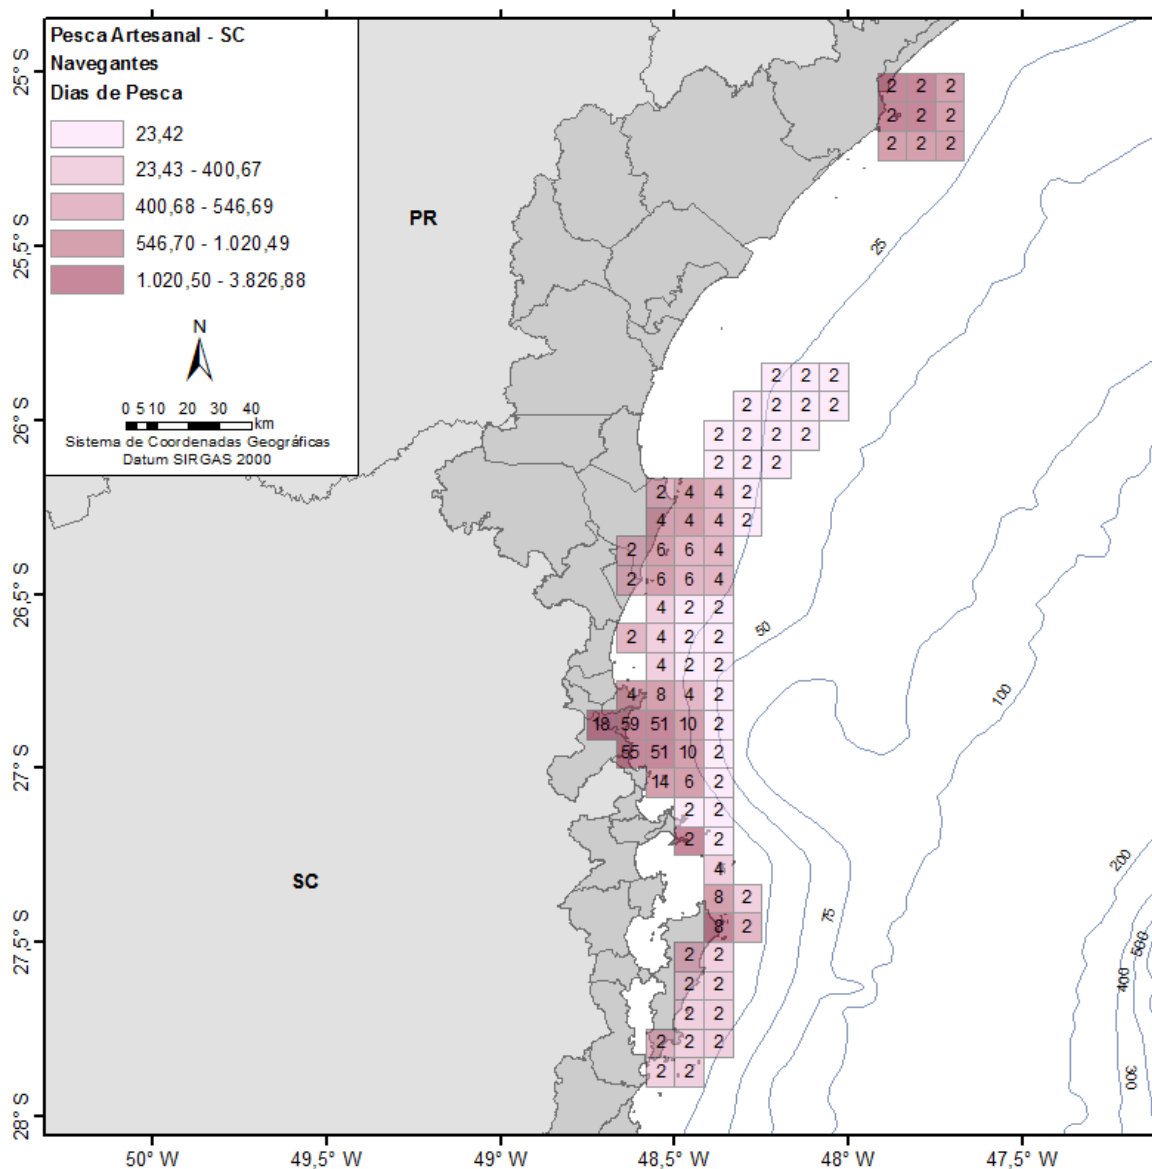 Pesca Artesanal - SC
Navegantes
Dias de Pesca
23,42
23,43 - 400,67
400,68 - 546,69
546,70 - 1.020,49
1.020,50 - 3.826,88
N
0 5 10 20 30 40
km
Sistema de Coordenadas Geográficas
Datum SIRGAS 2000
PR
SC
25° S
25,5° S
26° S
26,5° S
27° S
27,5° S
28° S
2 2 2
2 2 2
2 2 2
25
2 2 2
2 2 2 2
2 2 2 2
2 2 2
2 4 4 2
4 4 4 2
2 6 6 4
2 6 6 4
4 2 2
50
2 4 2 2
4 2 2
4 8 4 2
100
18 59 51 10 2
55 51 10 2
14 6 2
2 2
2 2
4
200
8 2
75
8 2
500
2 2
400
2 2
2 2
2 2 2
2 2
300
50° W 49,5° W 49° W 48,5° W 48° W 47,5° W